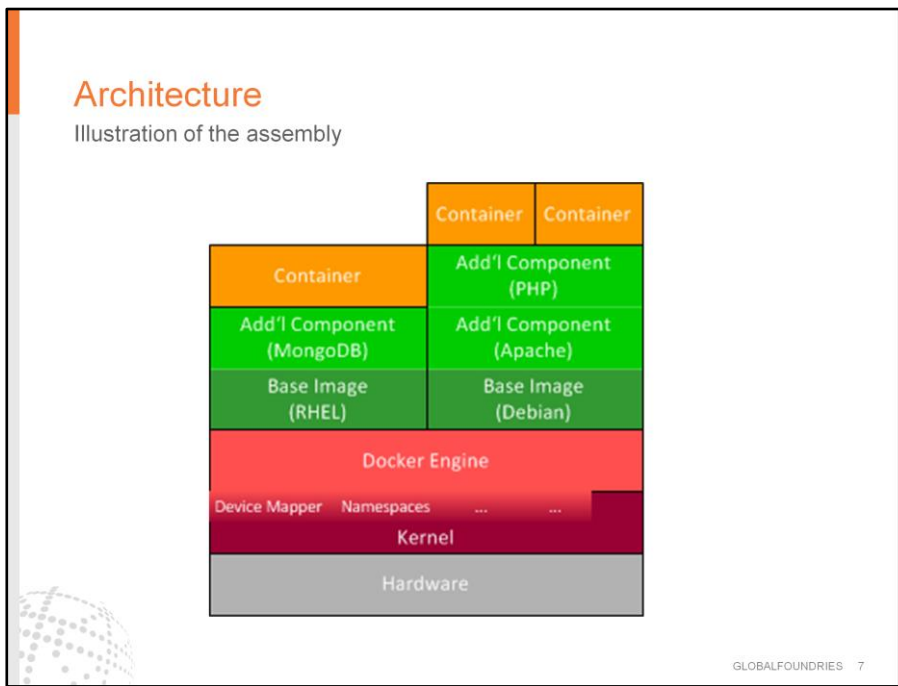 Architecture
Illustration of the assembly
Container Container
Container
Add'l Component
(PHP)
Add'l Component
(MongoDB)
Add'l Component
(Apache)
Base Image
(RHEL)
Base Image
(Debian)
Docker Engine
Device Mapper Namespaces ... ...
Kernel
Hardware
GLOBALFOUNDRIES 7